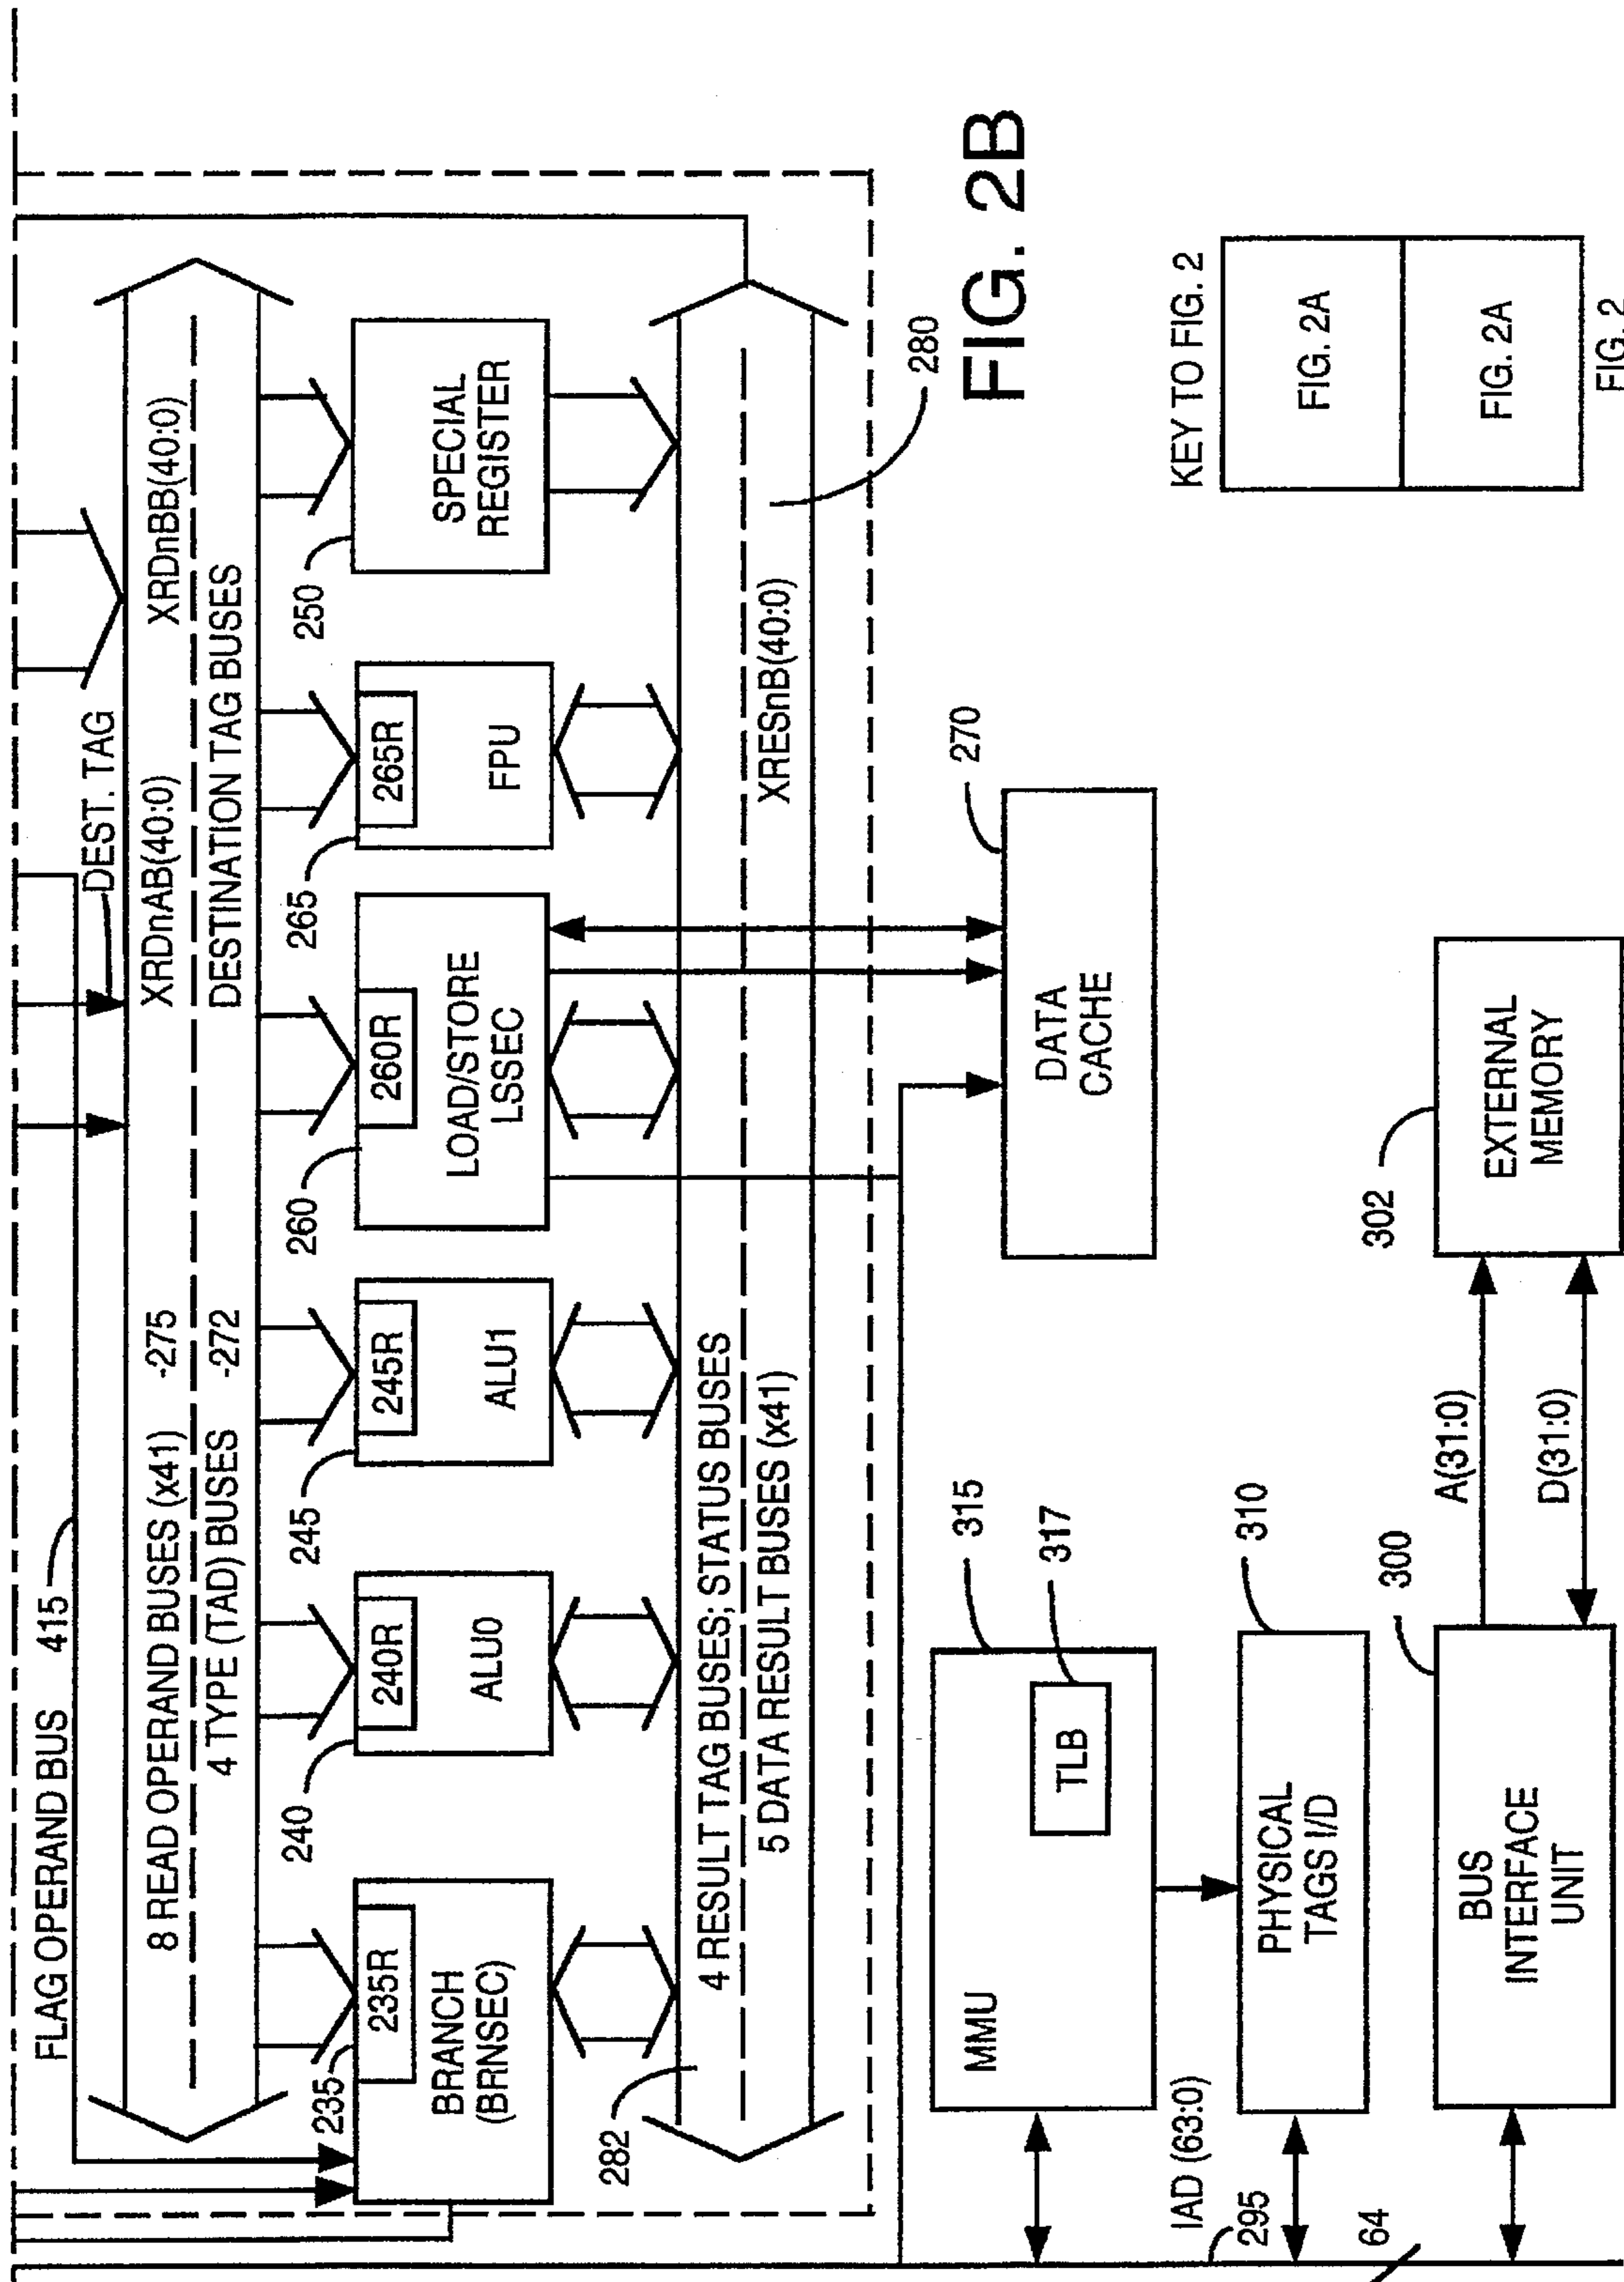 FLAG OPERAND BUS 415
DEST. TAG
8 READ OPERAND BUSES (x41) -275
XRDnAB(40:0)
XRDnBB(40:0)
4 TYPE (TAD) BUSES -272
DESTINATION TAG BUSES
235
235R
BRANCH
(BRNSEC)
240
240R
ALU0
245
245R
ALU1
260
260R
LOAD/STORE
LSSEC
265
265R
FPU
250
SPECIAL
REGISTER
282
4 RESULT TAG BUSES; STATUS BUSES
5 DATA RESULT BUSES (x41)
XRESnB(40:0)
280
FIG. 2B
MMU
315
TLB
317
270
DATA
CACHE
IAD (63:0)
295
PHYSICAL
TAGS I/D
310
64
BUS
INTERFACE
UNIT
300
A(31:0)
D(31:0)
302
EXTERNAL
MEMORY
KEY TO FIG. 2
FIG. 2A
FIG. 2A
FIG. 2